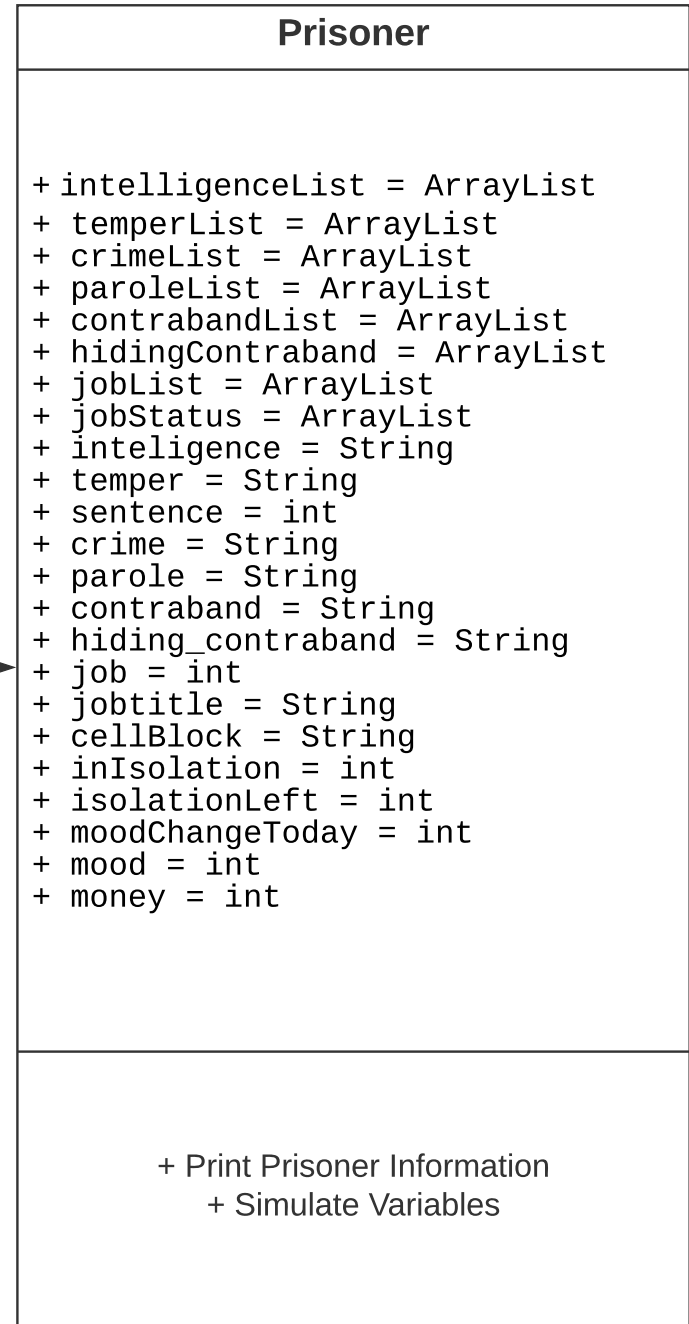 Prisoner
+ intelligenceList = ArrayList
+ temperList = ArrayList
+ crimeList = ArrayList
+ paroleList = ArrayList
+ contrabandList = ArrayList
+ hidingContraband = ArrayList
+ jobList = ArrayList
+ jobStatus = ArrayList
+ inteligence = String
+ temper = String
+ sentence = int
+ crime = String
+ parole = String
+ contraband = String
+ hiding_contraband = String
+ job = int
+ jobtitle = String
+ cellBlock = String
+ inIsolation = int
+ isolationLeft = int
+ moodChangeToday = int
+ mood = int
+ money = int
+ Print Prisoner Information
+ Simulate Variables